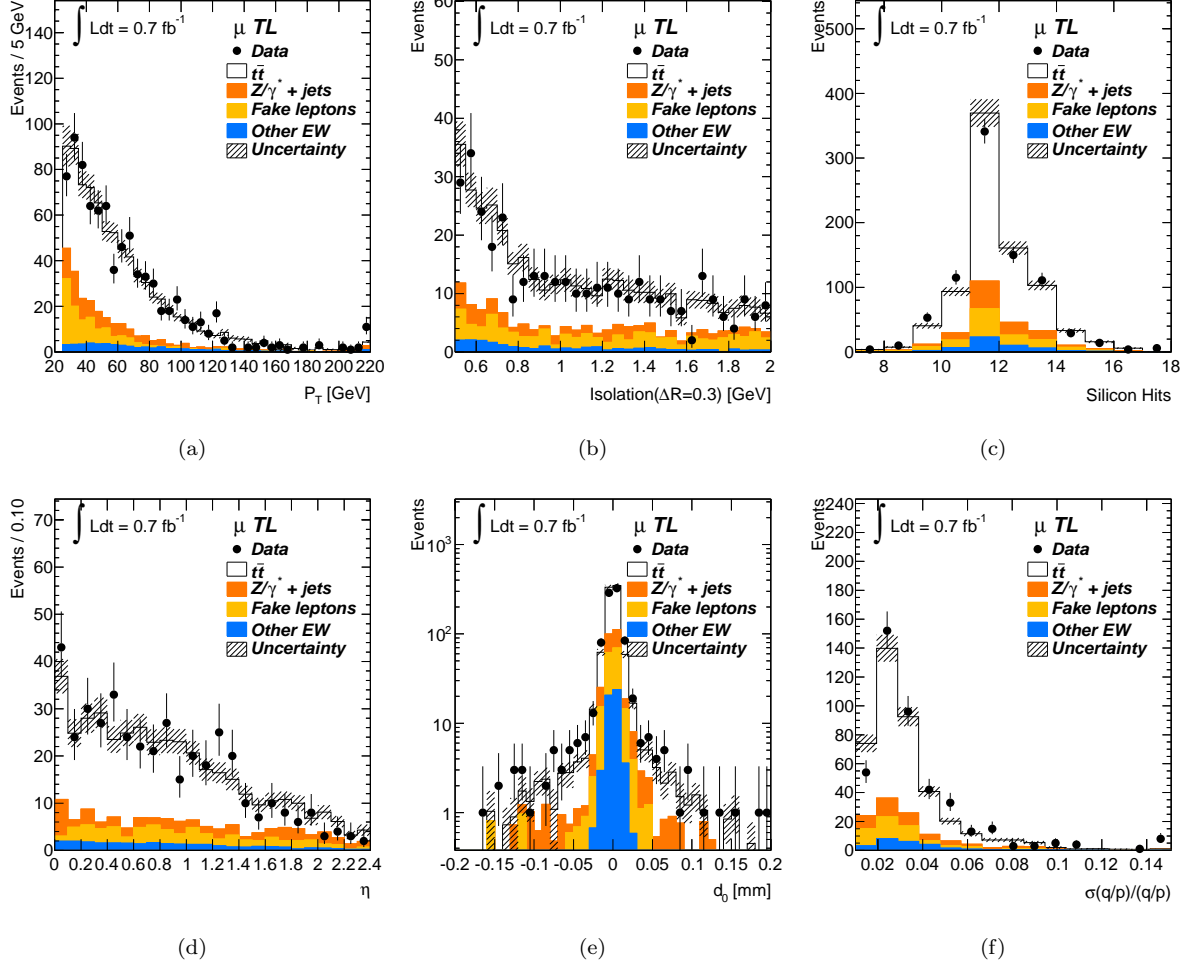 ∫ Ldt = 0.7 fb⁻¹
μ TL
Data
tt̄
Z/γ* + jets
Fake leptons
Other EW
Uncertainty
Events / 5 GeV
0 20 40 60 80 100 120 140
20 40 60 80 100 120 140 160 180 200 220
P_T [GeV]
(a)
∫ Ldt = 0.7 fb⁻¹
μ TL
Data
tt̄
Z/γ* + jets
Fake leptons
Other EW
Uncertainty
Events
0 10 20 30 40 50 60
0.6 0.8 1 1.2 1.4 1.6 1.8 2
Isolation(ΔR=0.3) [GeV]
(b)
∫ Ldt = 0.7 fb⁻¹
μ TL
Data
tt̄
Z/γ* + jets
Fake leptons
Other EW
Uncertainty
Events
0 100 200 300 400 500
8 10 12 14 16 18
Silicon Hits
(c)
∫ Ldt = 0.7 fb⁻¹
μ TL
Data
tt̄
Z/γ* + jets
Fake leptons
Other EW
Uncertainty
Events / 0.10
0 10 20 30 40 50 60 70
0 0.2 0.4 0.6 0.8 1 1.2 1.4 1.6 1.8 2 2.2 2.4
η
(d)
∫ Ldt = 0.7 fb⁻¹
μ TL
Data
tt̄
Z/γ* + jets
Fake leptons
Other EW
Uncertainty
Events
1 10 10² 10³
-0.2 -0.15 -0.1 -0.05 0 0.05 0.1 0.15 0.2
d₀ [mm]
(e)
∫ Ldt = 0.7 fb⁻¹
μ TL
Data
tt̄
Z/γ* + jets
Fake leptons
Other EW
Uncertainty
Events
0 20 40 60 80 100 120 140 160 180 200 220 240
0.02 0.04 0.06 0.08 0.1 0.12 0.14
σ(q/p)/(q/p)
(f)